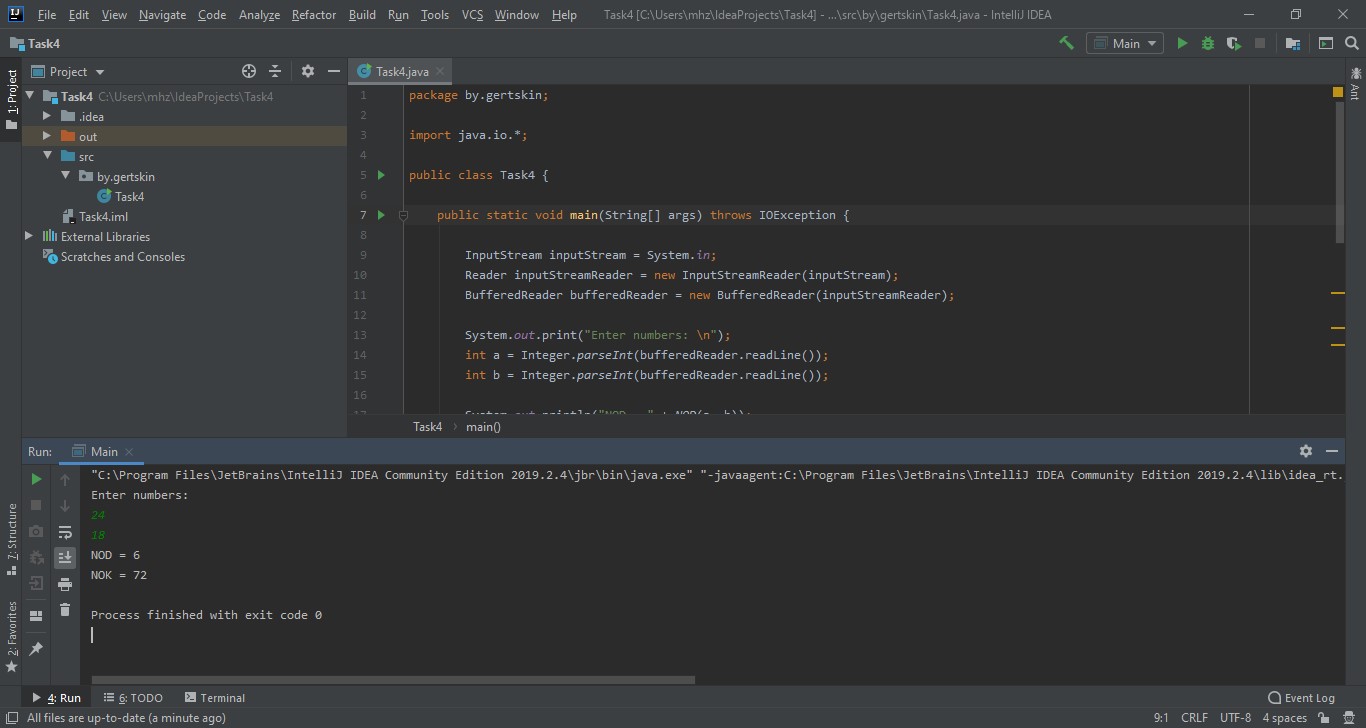 File Edit View Navigate Code Analyze Refactor Build Run Tools VCS Window Help Task4 [C:\Users\mhz\IdeaProjects\Task4] - ...\src\by\gertskin\Task4.java - IntelliJ IDEA
Task4 Main
1: Project
Project
Task4 C:\Users\mhz\IdeaProjects\Task4
.idea
out
src
by.gertskin
Task4
Task4.iml
External Libraries
Scratches and Consoles
Task4.java
1 package by.gertskin;
2
3 import java.io.*;
4
5 public class Task4 {
6
7 public static void main(String[] args) throws IOException {
8
9 InputStream inputStream = System.in;
10 Reader inputStreamReader = new InputStreamReader(inputStream);
11 BufferedReader bufferedReader = new BufferedReader(inputStreamReader);
12
13 System.out.print("Enter numbers: \n");
14 int a = Integer.parseInt(bufferedReader.readLine());
15 int b = Integer.parseInt(bufferedReader.readLine());
16
Task4 main()
Ant
Run: Main
"C:\Program Files\JetBrains\IntelliJ IDEA Community Edition 2019.2.4\jbr\bin\java.exe" "-javaagent:C:\Program Files\JetBrains\IntelliJ IDEA Community Edition 2019.2.4\lib\idea_rt.
Enter numbers:
24
18
NOD = 6
NOK = 72
Process finished with exit code 0
7: Structure
2: Favorites
4: Run 6: TODO Terminal Event Log
All files are up-to-date (a minute ago) 9:1 CRLF UTF-8 4 spaces